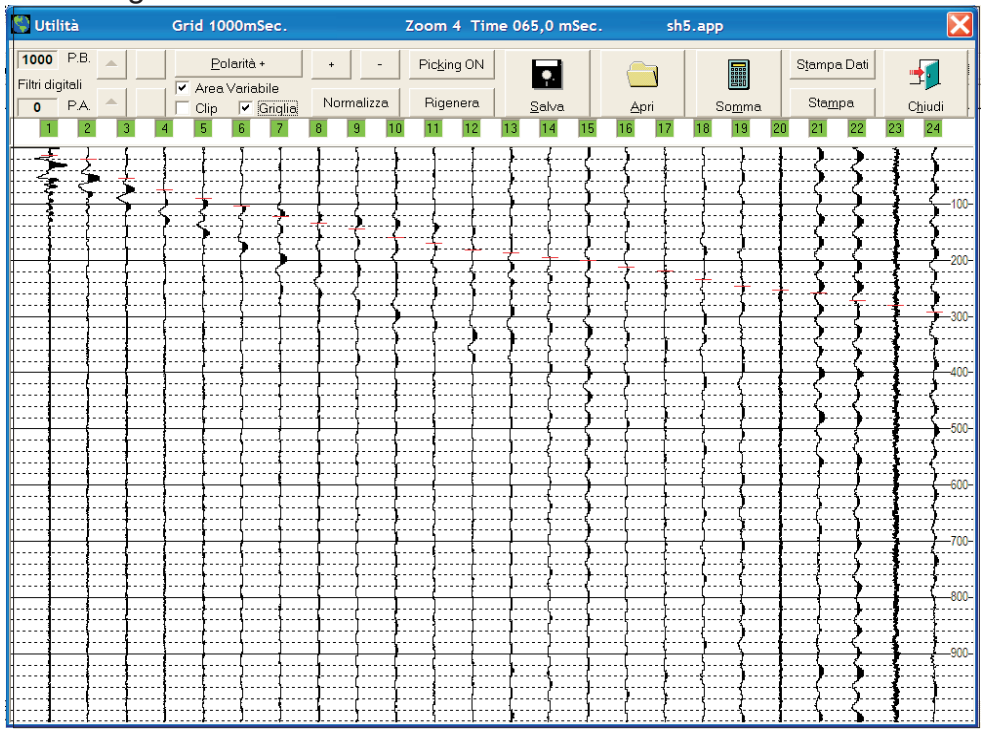 Utilità Grid 1000mSec. Zoom 4 Time 065,0 mSec. sh5.app
1000 P.B. Polarità + + - Picking ON Stampa Dati
Filtri digitali Area Variabile
0 P.A. Clip Griglia Normalizza Rigenera Salva Apri Somma Stampa Chiudi
1 2 3 4 5 6 7 8 9 10 11 12 13 14 15 16 17 18 19 20 21 22 23 24
100
200
300
400
500
600
700
800
900